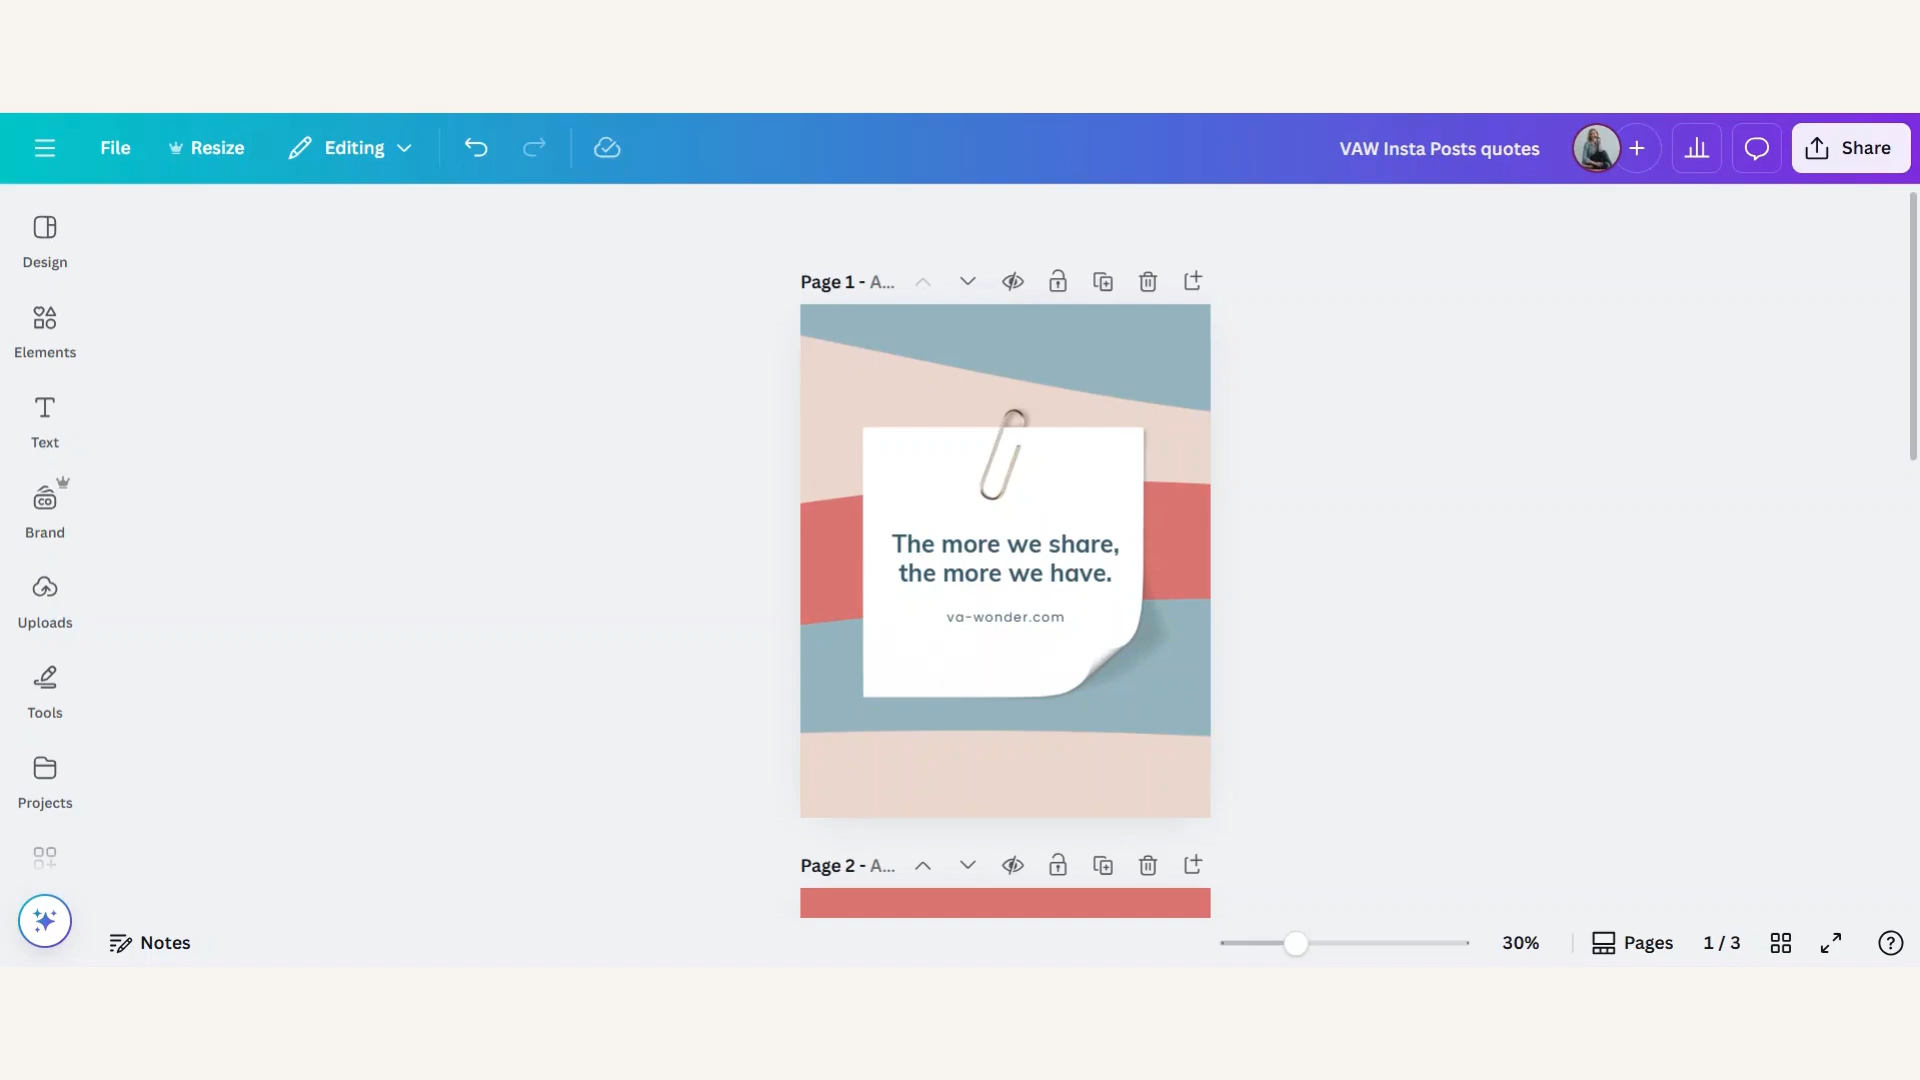 File
Resize
Editing
VAW Insta Posts quotes
Share
Design
Elements
Text
Brand
CO
Uploads
Tools
Projects
Page 1 - A...
The more we share,
the more we have.
va-wonder.com
Page 2 - A...
Notes
30%
Pages
1 / 3
?